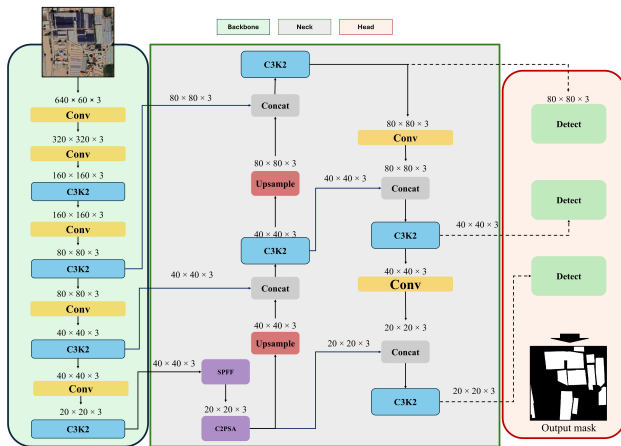 Backbone
Neck
Head
640 × 60 × 3
Conv
320 × 320 × 3
Conv
160 × 160 × 3
C3K2
160 × 160 × 3
Conv
80 × 80 × 3
C3K2
80 × 80 × 3
Conv
40 × 40 × 3
C3K2
40 × 40 × 3
Conv
20 × 20 × 3
C3K2
C3K2
80 × 80 × 3
Concat
80 × 80 × 3
Upsample
40 × 40 × 3
C3K2
40 × 40 × 3
Concat
40 × 40 × 3
Upsample
40 × 40 × 3
SPFF
20 × 20 × 3
C2PSA
80 × 80 × 3
Conv
80 × 80 × 3
40 × 40 × 3
Concat
C3K2
40 × 40 × 3
Conv
20 × 20 × 3
20 × 20 × 3
Concat
C3K2
80 × 80 × 3
Detect
Detect
40 × 40 × 3
Detect
20 × 20 × 3
Output mask